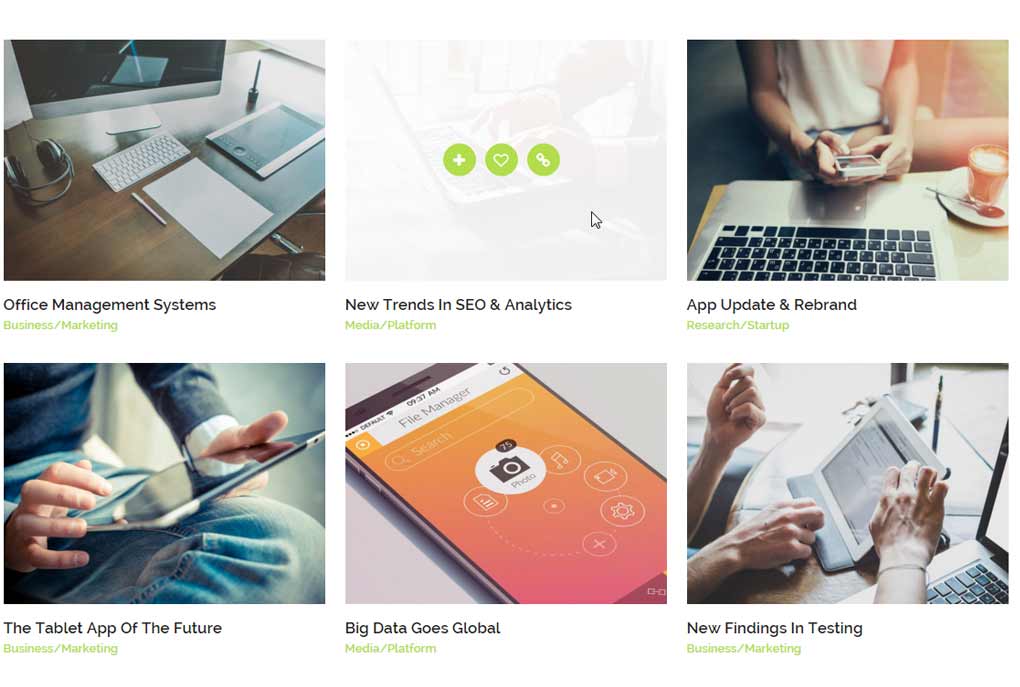 Office Management Systems
Business/Marketing
New Trends In SEO & Analytics
Media/Platform
App Update & Rebrand
Research/Startup
DEFAULT
09:37 AM
File Manager
Search
75
Photo
The Tablet App Of The Future
Business/Marketing
Big Data Goes Global
Media/Platform
New Findings In Testing
Business/Marketing